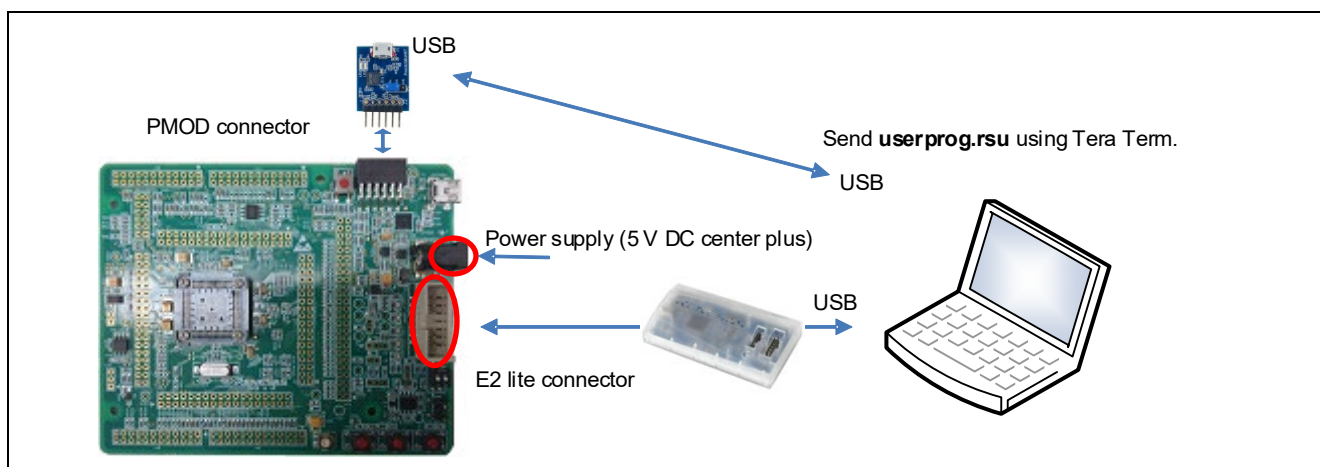 USB
PMOD connector
Send userprog.rsu using Tera Term.
USB
Power supply (5 V DC center plus)
USB
E2 lite connector